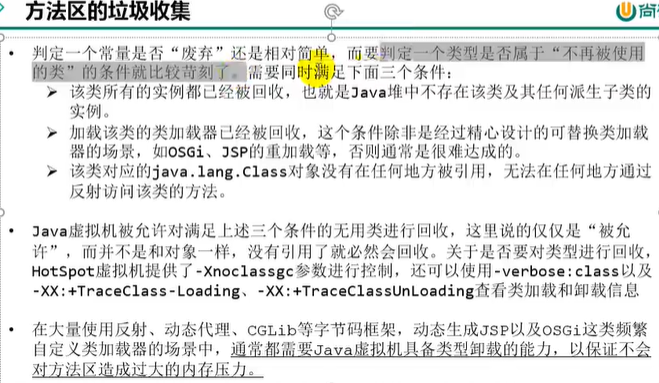 方法区的垃圾收集
尚
判定一个常量是否“废弃”还是相对简单，而要判定一个类型是否属于“不再被使用
的类”的条件就比较苛刻了。需要同时满足下面三个条件：
该类所有的实例都已经被回收，也就是Java堆中不存在该类及其任何派生子类的
实例。
加载该类的类加载器已经被回收，这个条件除非是经过精心设计的可替换类加载
器的场景，如OSGi、JSP的重加载等，否则通常是很难达成的。
该类对应的java.lang.Class对象没有在任何地方被引用，无法在任何地方通过
反射访问该类的方法。
Java虚拟机被允许对满足上述三个条件的无用类进行回收，这里说的仅仅是“被允
许”，而并不是和对象一样，没有引用了就必然会回收。关于是否要对类型进行回收，
HotSpot虚拟机提供了-Xnoclassgc参数进行控制，还可以使用-verbose:class以及
-XX:+TraceClass-Loading、-XX:+TraceClassUnLoading查看类加载和卸载信息
在大量使用反射、动态代理、CGLib等字节码框架，动态生成JSP以及OSGi这类频繁
自定义类加载器的场景中，通常都需要Java虚拟机具备类型卸载的能力，以保证不会
对方法区造成过大的内存压力。